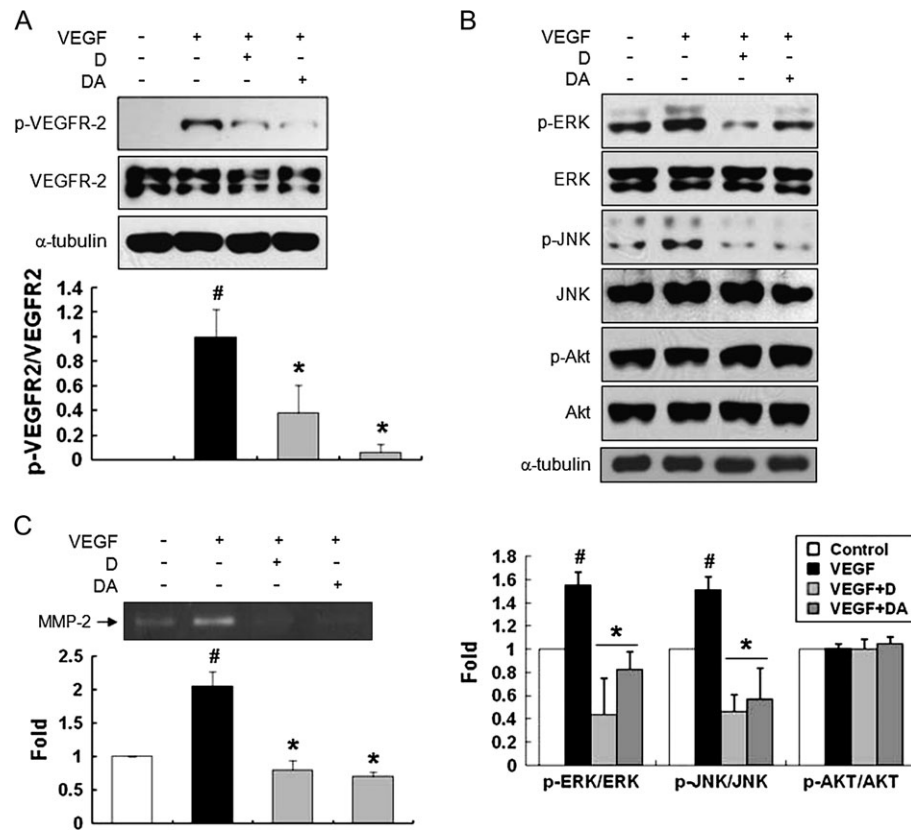 A
VEGF - + + +
D - - + -
DA - - - +
p-VEGFR-2
VEGFR-2
α-tubulin
p-VEGFR2/VEGFR2
1.4
1.2
1
0.8
0.6
0.4
0.2
0
#
*
*
B
VEGF - + + +
D - - + -
DA - - - +
p-ERK
ERK
p-JNK
JNK
p-Akt
Akt
α-tubulin
C
VEGF - + + +
D - - + -
DA - - - +
MMP-2
Fold
2.5
2
1.5
1
0.5
0
#
*
*
Fold
1.8
1.6
1.4
1.2
1
0.8
0.6
0.4
0.2
0
#
*
#
*
Control
VEGF
VEGF+D
VEGF+DA
p-ERK/ERK p-JNK/JNK p-AKT/AKT